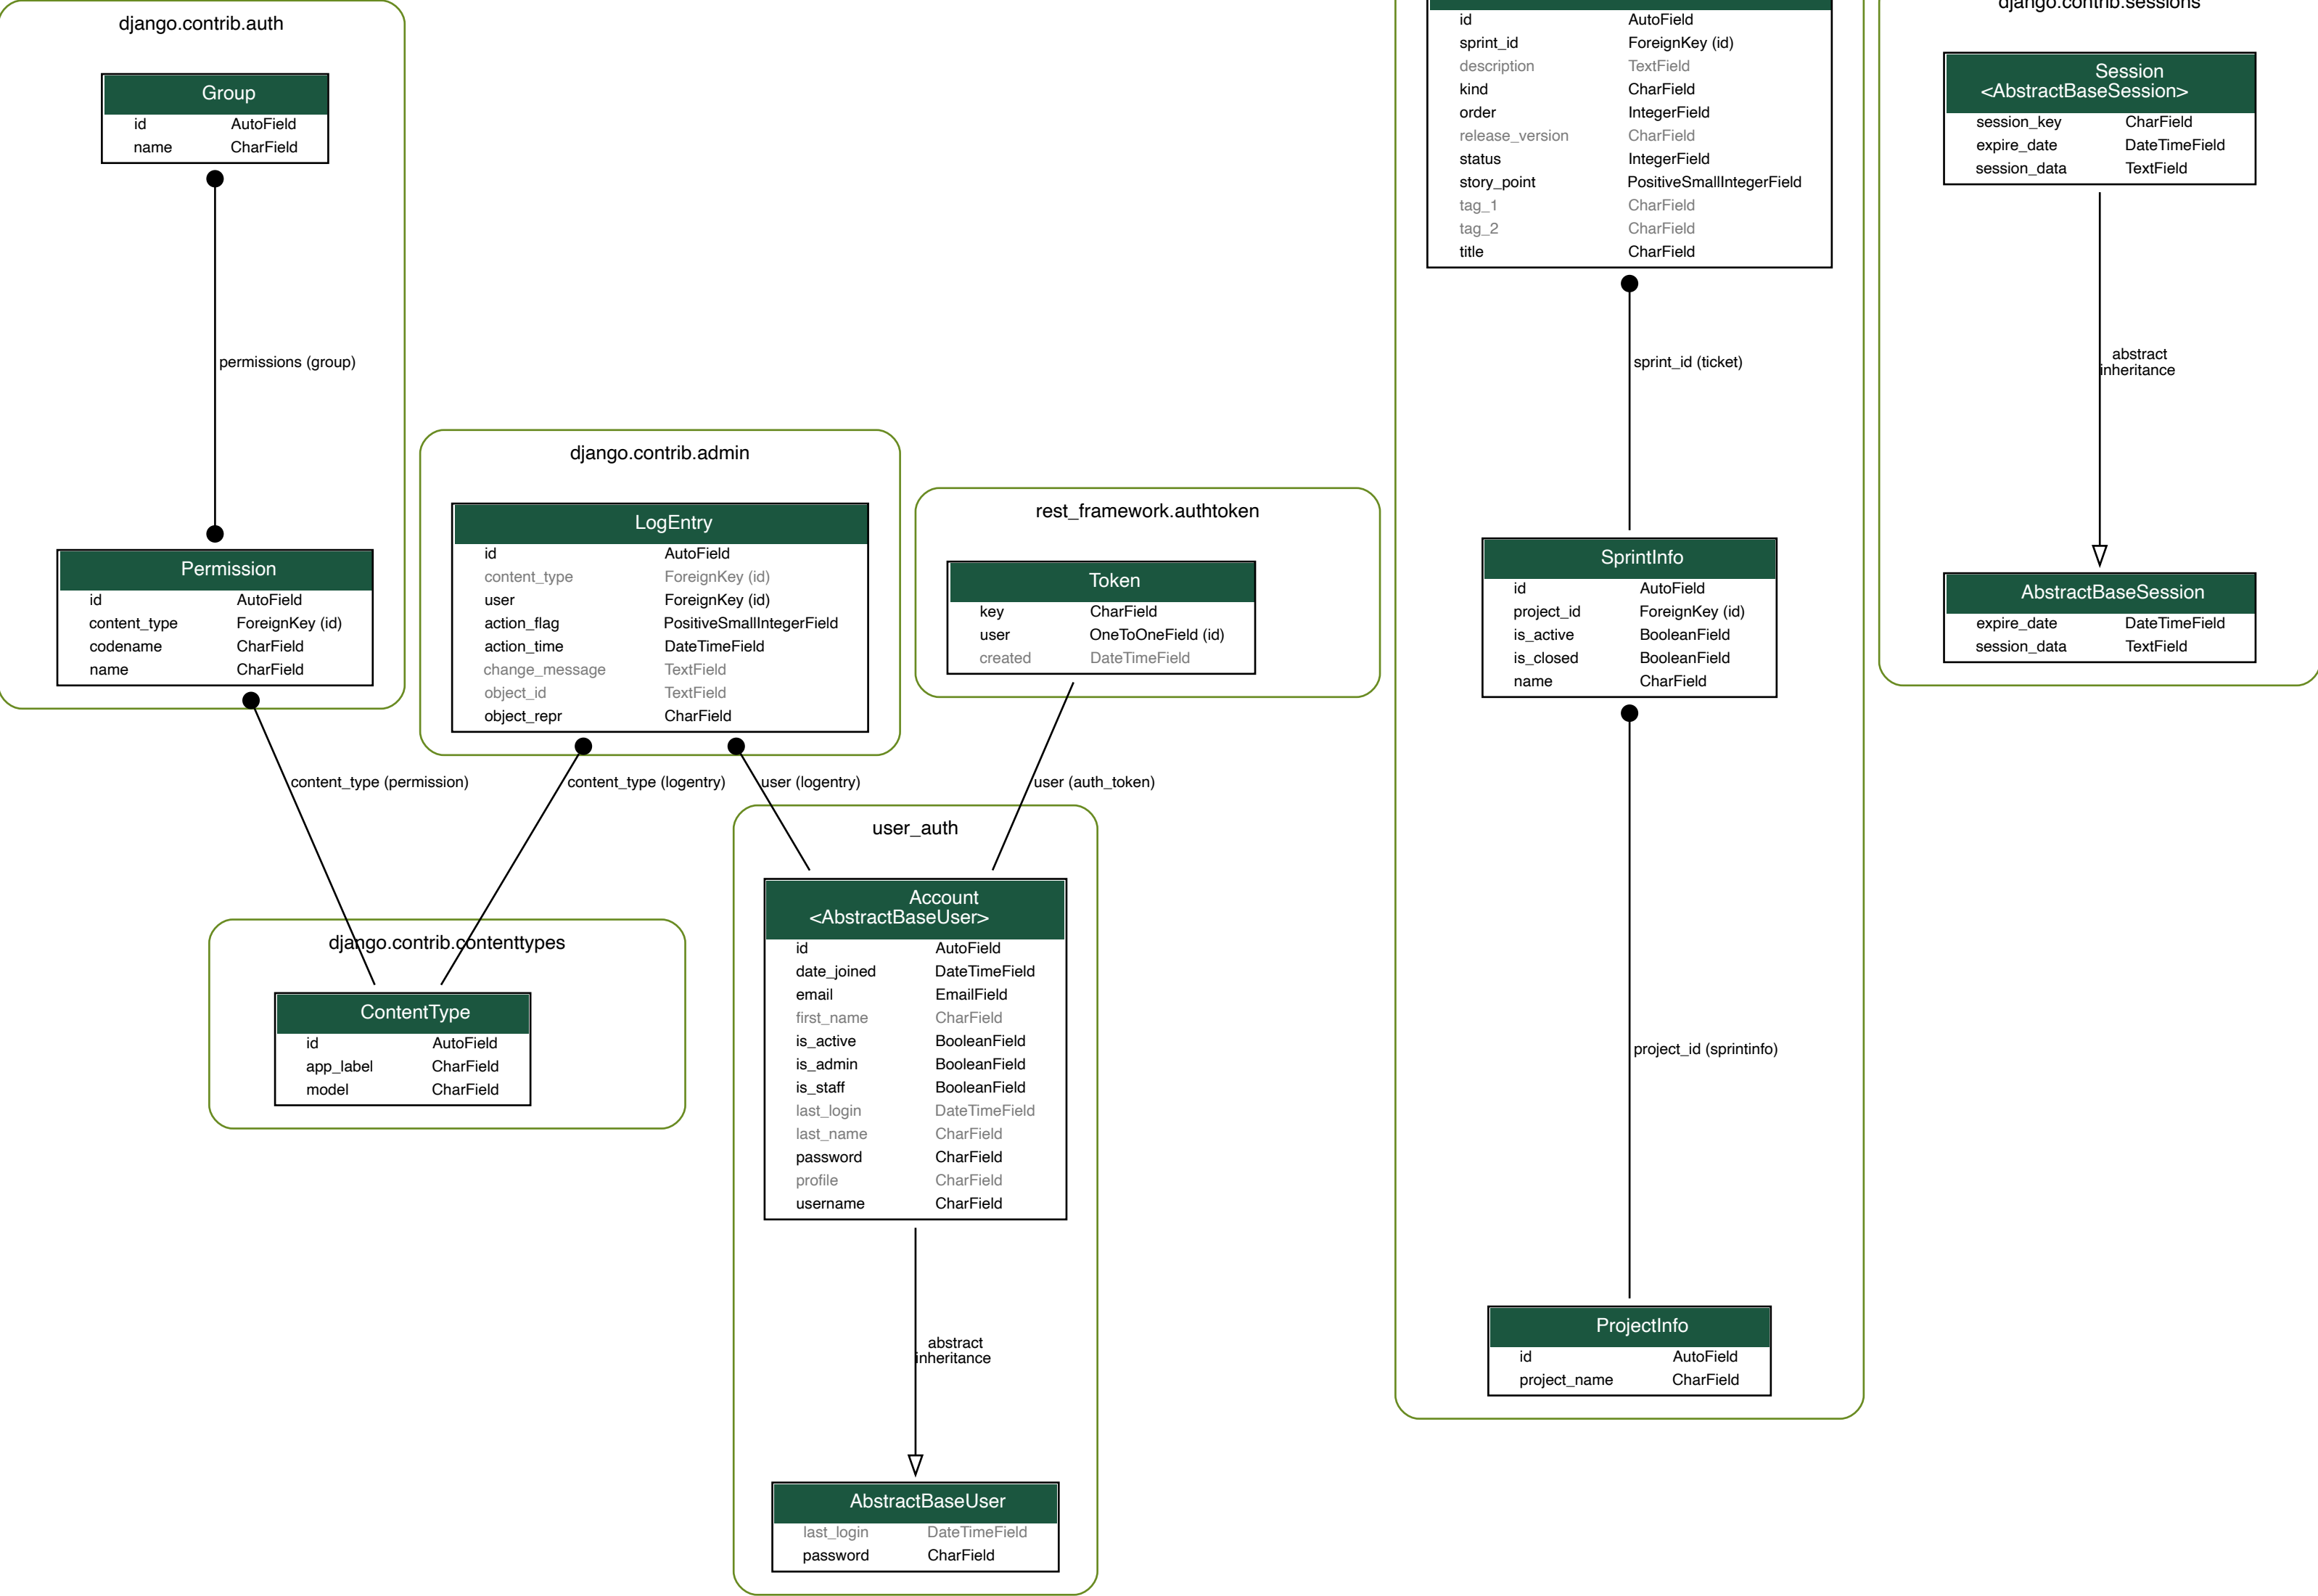 django.contrib.auth
Group
id AutoField
name CharField
permissions (group)
Permission
id AutoField
content_type ForeignKey (id)
codename CharField
name CharField
content_type (permission)
django.contrib.admin
LogEntry
id AutoField
content_type ForeignKey (id)
user ForeignKey (id)
action_flag PositiveSmallIntegerField
action_time DateTimeField
change_message TextField
object_id TextField
object_repr CharField
content_type (logentry)
user (logentry)
rest_framework.authtoken
Token
key CharField
user OneToOneField (id)
created DateTimeField
user (auth_token)
django.contrib.contenttypes
ContentType
id AutoField
app_label CharField
model CharField
user_auth
Account
<AbstractBaseUser>
id AutoField
date_joined DateTimeField
email EmailField
first_name CharField
is_active BooleanField
is_admin BooleanField
is_staff BooleanField
last_login DateTimeField
last_name CharField
password CharField
profile CharField
username CharField
abstract
inheritance
AbstractBaseUser
last_login DateTimeField
password CharField
id AutoField
sprint_id ForeignKey (id)
description TextField
kind CharField
order IntegerField
release_version CharField
status IntegerField
story_point PositiveSmallIntegerField
tag_1 CharField
tag_2 CharField
title CharField
sprint_id (ticket)
SprintInfo
id AutoField
project_id ForeignKey (id)
is_active BooleanField
is_closed BooleanField
name CharField
project_id (sprintinfo)
ProjectInfo
id AutoField
project_name CharField
django.contrib.sessions
Session
<AbstractBaseSession>
session_key CharField
expire_date DateTimeField
session_data TextField
abstract
inheritance
AbstractBaseSession
expire_date DateTimeField
session_data TextField